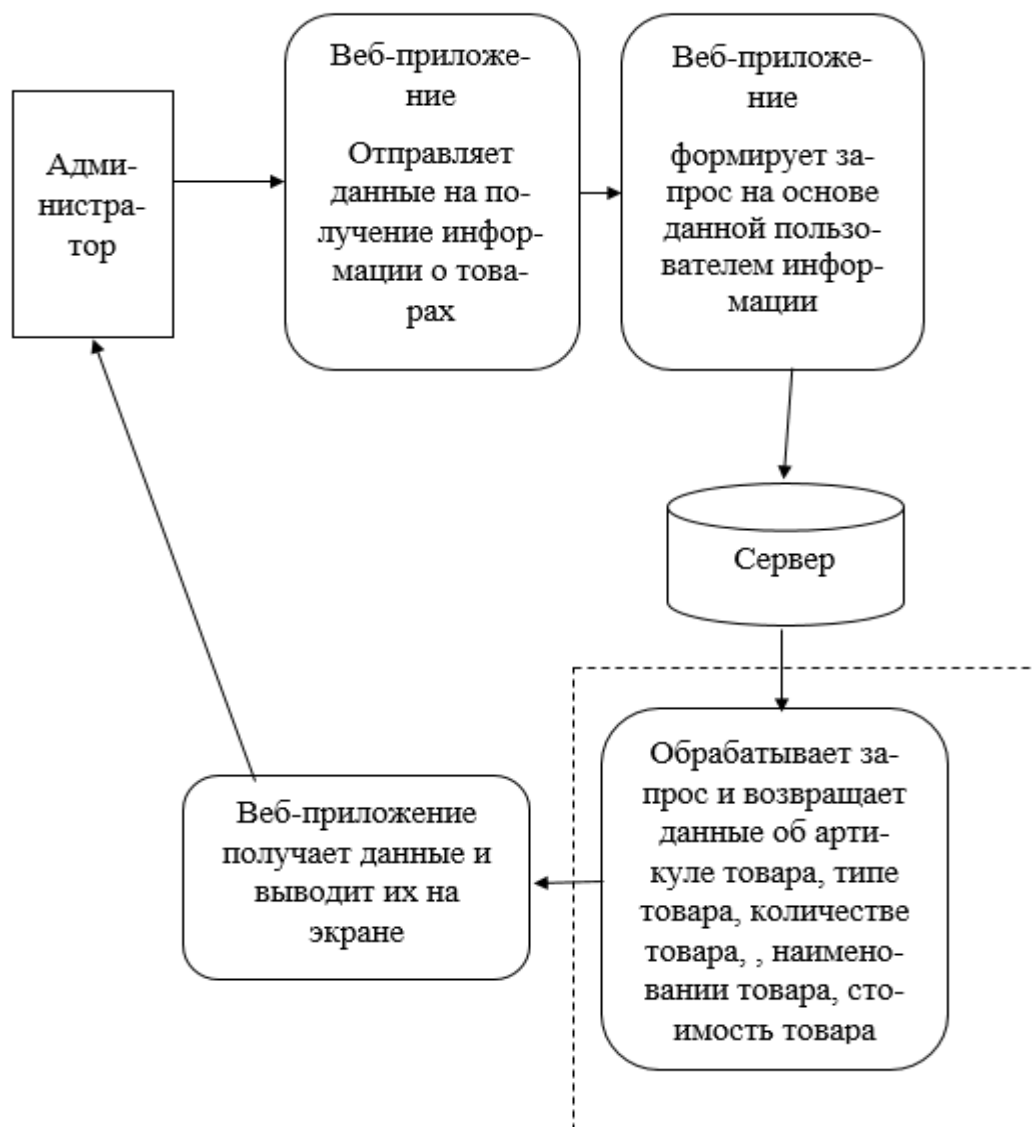 Адми-
нистра-
тор
Веб-приложе-
ние
Отправляет
данные на по-
лучение инфор-
мации о това-
рах
Веб-приложе-
ние
формирует за-
прос на основе
данной пользо-
вателем инфор-
мации
Сервер
Обрабатывает за-
прос и возвращает
данные об арти-
куле товара, типе
товара, количестве
товара, , наимено-
вании товара, сто-
имость товара
Веб-приложение
получает данные и
выводит их на
экране